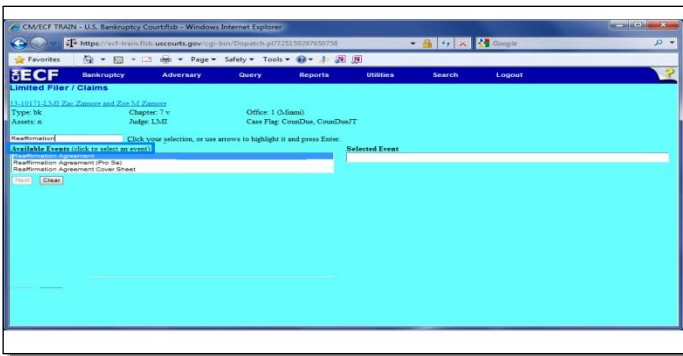 CM/ECF TRAIN - U.S. Bankruptcy Court:flsb - Windows Internet Explorer
https://ecf-train.flsb.uscourts.gov/cgi-bin/Dispatch.pl?725150297650758
Google
Favorites Page Safety Tools
ECF Bankruptcy Adversary Query Reports Utilities Search Logout ?
Limited Filer / Claims
13-10171-LMI Zac Zamore and Zoe M Zamore
Type: bk Chapter: 7 v Office: 1 (Miami)
Assets: n Judge: LMI Case Flag: CounDue, CounDueJT
Reaffirmation Click your selection, or use arrows to highlight it and press Enter.
Available Events (click to select an event) Selected Event
Reaffirmation Agreement
Reaffirmation Agreement (Pro Se)
Reaffirmation Agreement Cover Sheet
Next Clear